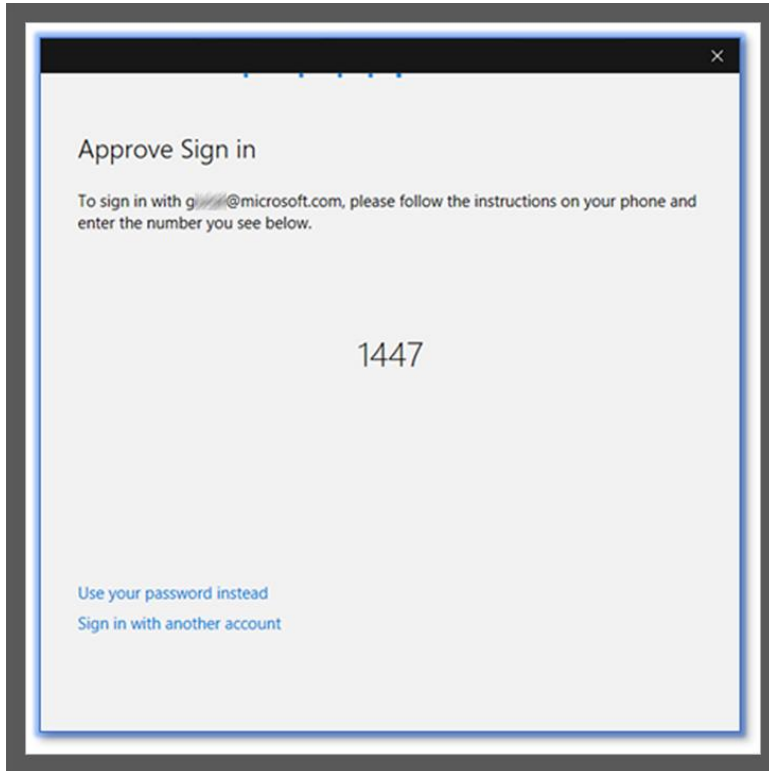 Approve Sign in
To sign in with g @microsoft.com, please follow the instructions on your phone and
enter the number you see below.
1447
Use your password instead
Sign in with another account